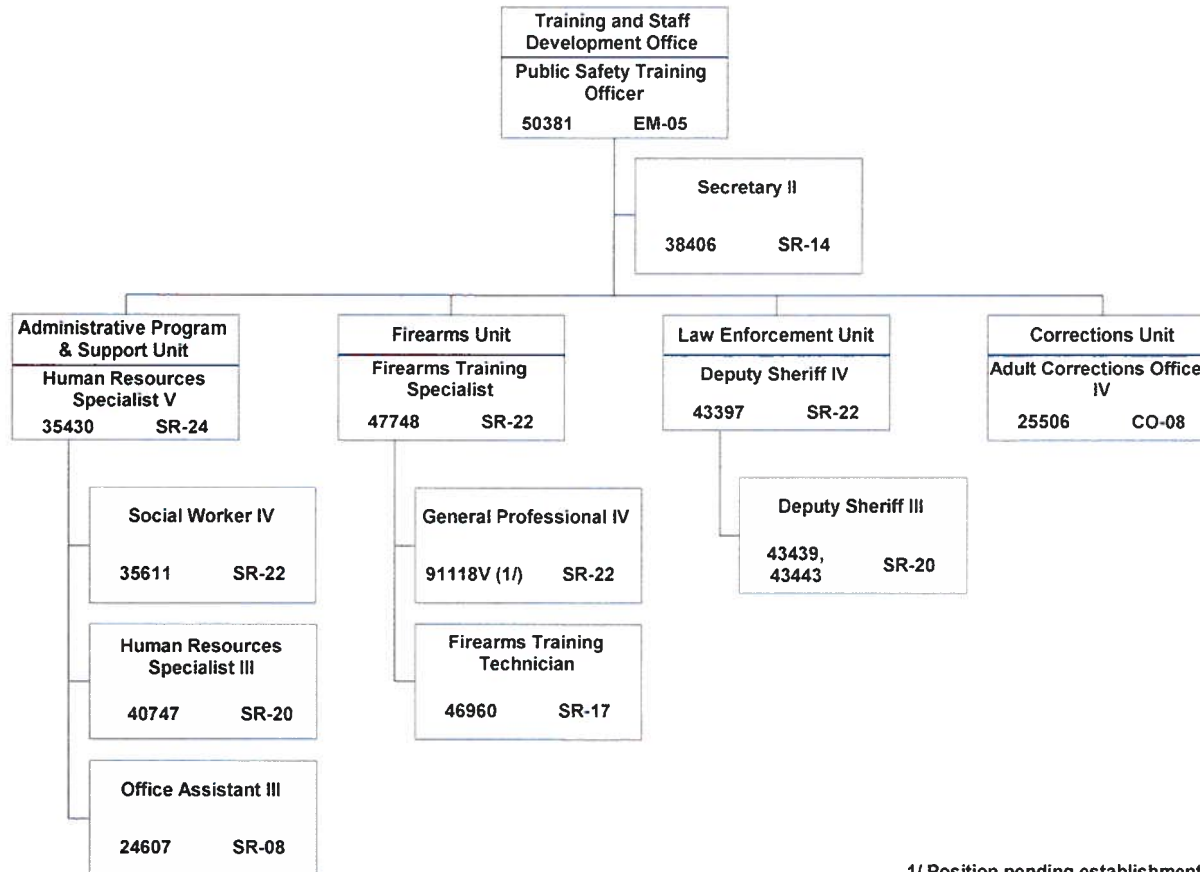 Training and Staff
Development Office
Public Safety Training
Officer
50381 EM-05
Secretary II
38406 SR-14
Administrative Program
& Support Unit
Human Resources
Specialist V
35430 SR-24
Social Worker IV
35611 SR-22
Human Resources
Specialist III
40747 SR-20
Office Assistant III
24607 SR-08
Firearms Unit
Firearms Training
Specialist
47748 SR-22
General Professional IV
91118V (1/) SR-22
Firearms Training
Technician
46960 SR-17
Law Enforcement Unit
Deputy Sheriff IV
43397 SR-22
Deputy Sheriff III
43439,
43443 SR-20
Corrections Unit
Adult Corrections Office
IV
25506 CO-08
1/ Position pending establishment